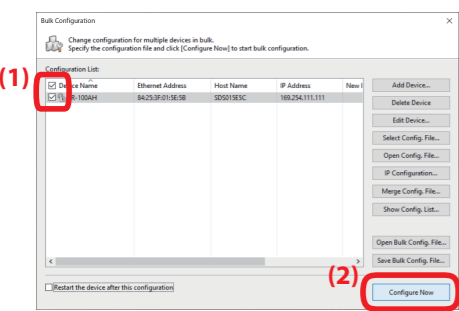 Bulk Configuration
Change configuration for multiple devices in bulk.
Specify the configuration file and click [Configure Now] to start bulk configuration.
Configuration List:
(1)
Device Name Ethernet Address Host Name IP Address New I
R-100AH 84:25:3F:01:5E:5B SD5015E5C 169.254.111.111
Add Device...
Delete Device
Edit Device...
Select Config. File...
Open Config. File...
IP Configuration...
Merge Config. File...
Show Config. List...
Open Bulk Config. File...
Save Bulk Config. File...
(2)
Restart the device after this configuration
Configure Now